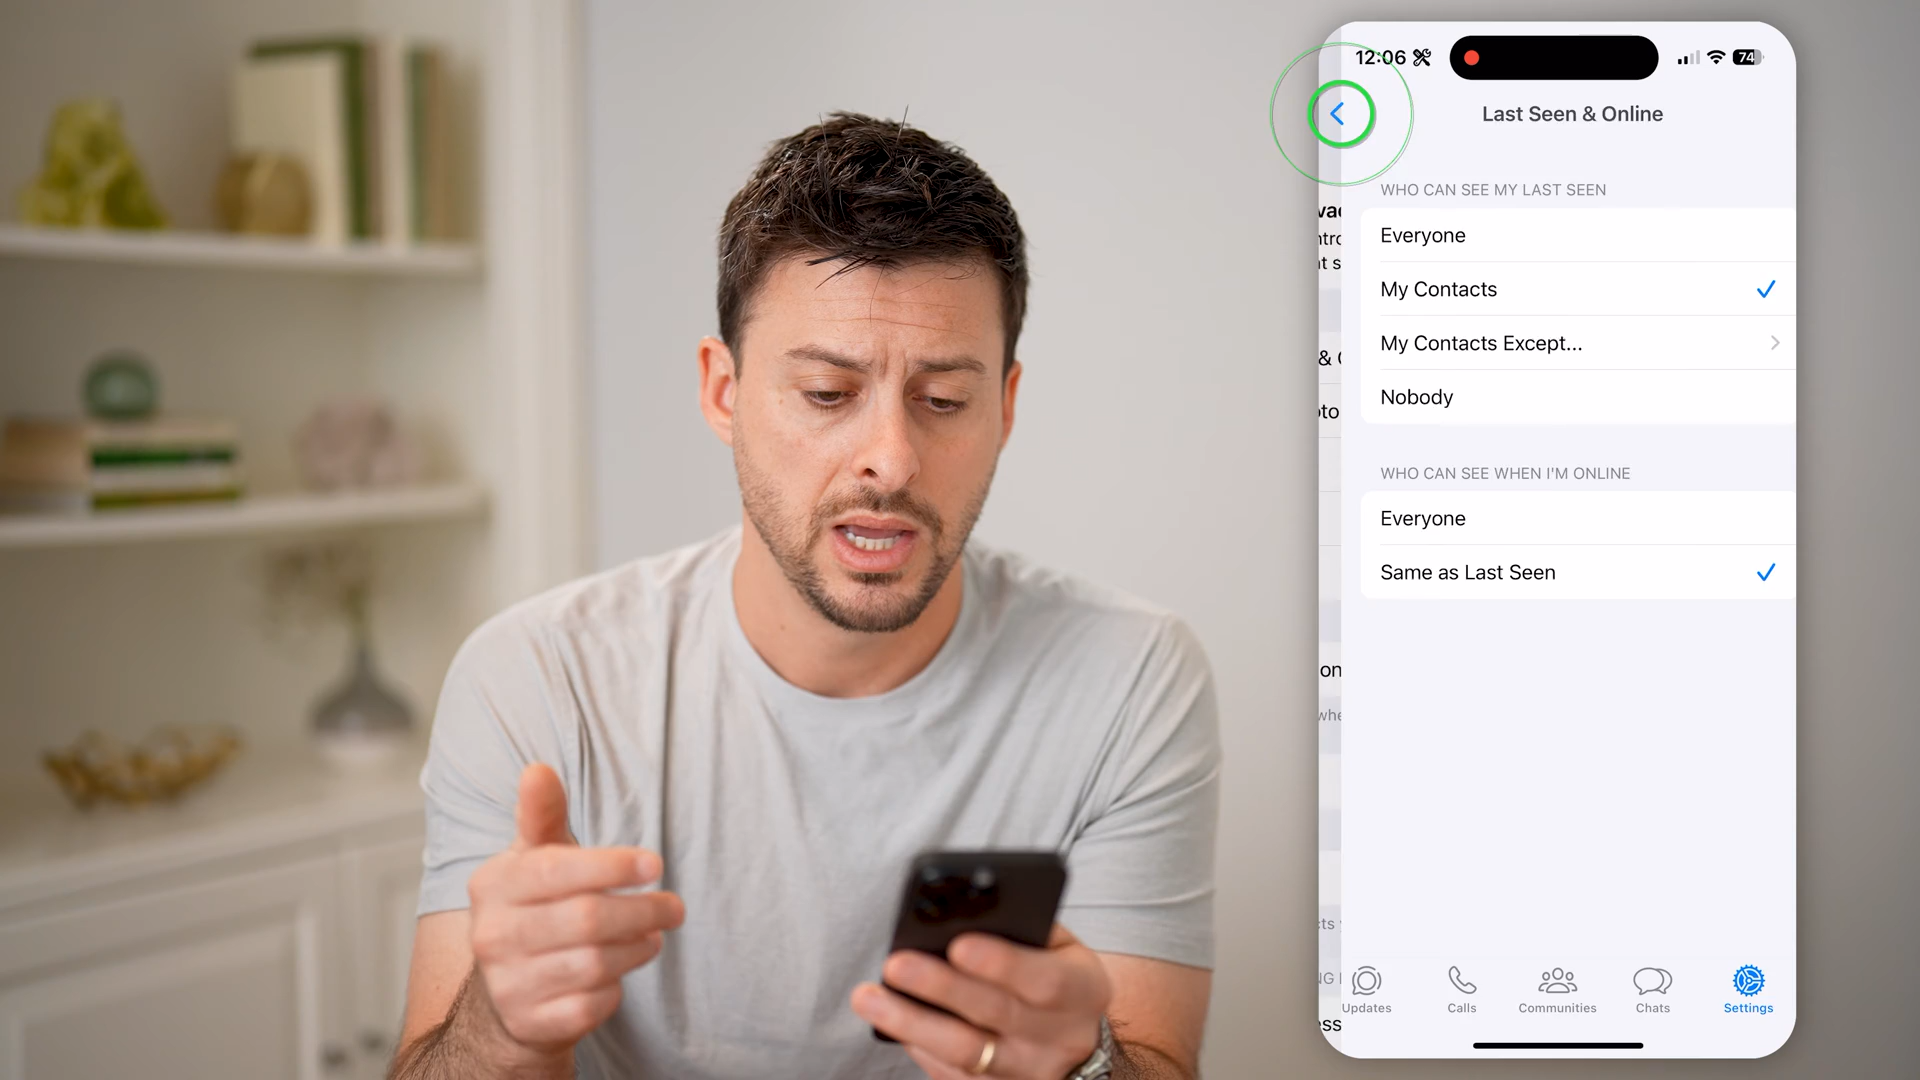 12:06
74
Last Seen & Online
WHO CAN SEE MY LAST SEEN
Everyone
My Contacts
My Contacts Except...
Nobody
WHO CAN SEE WHEN I'M ONLINE
Everyone
Same as Last Seen
Updates
Calls
Communities
Chats
Settings